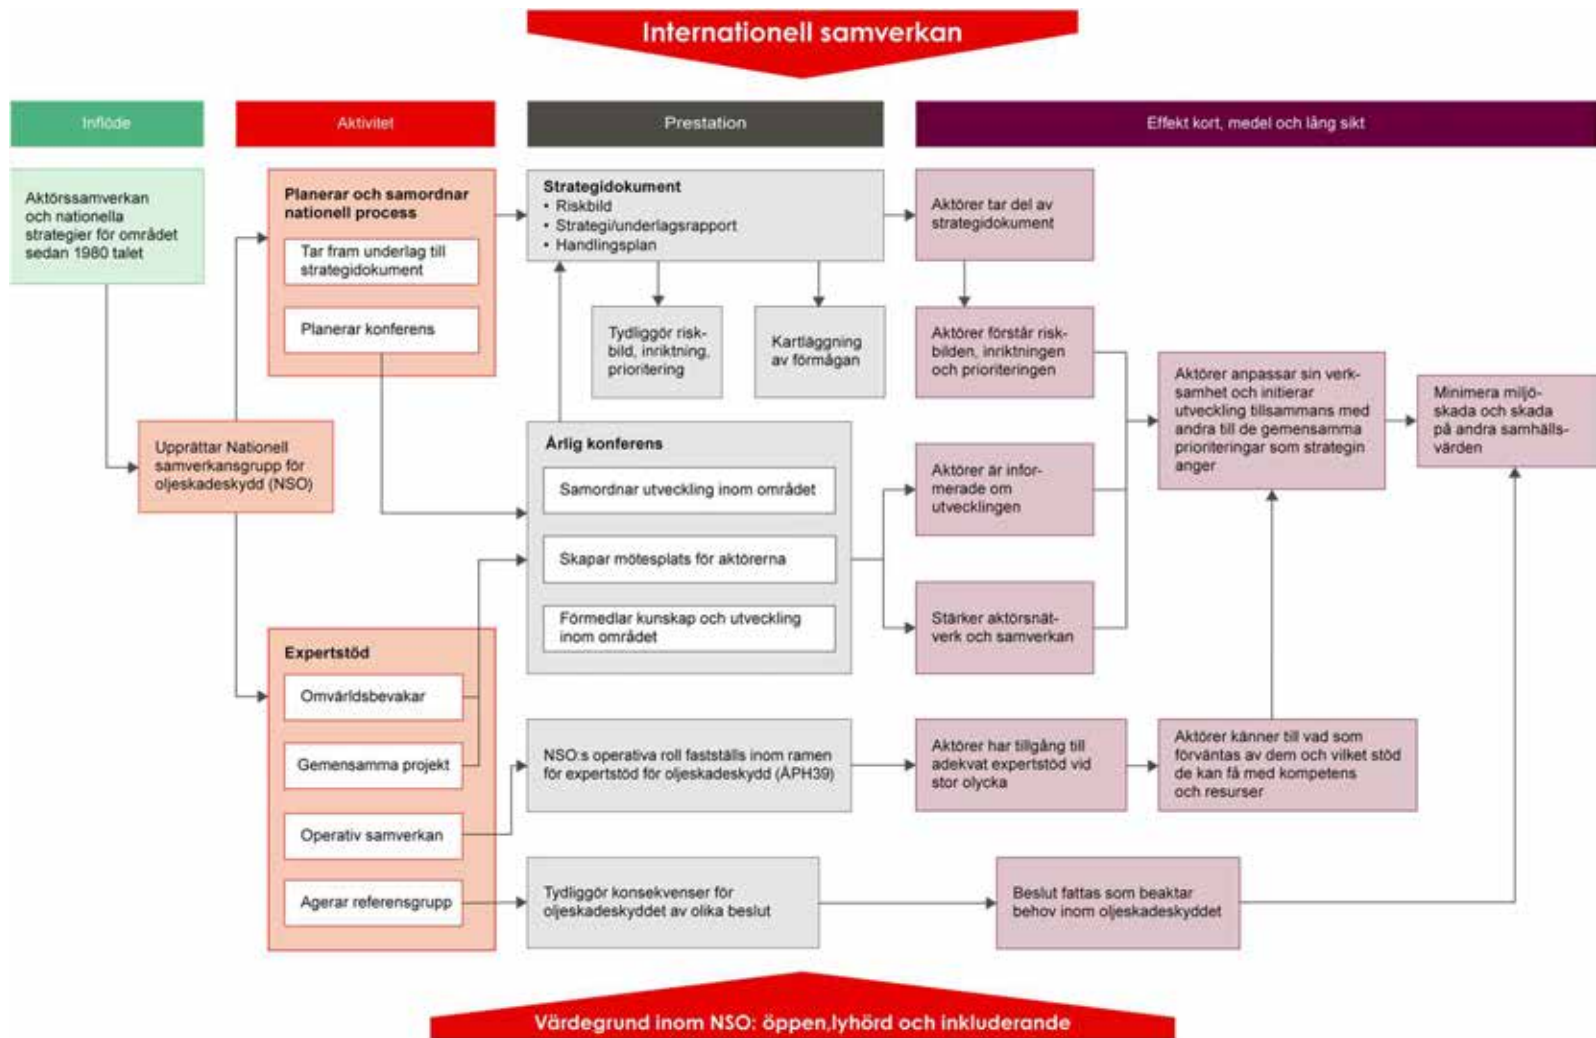 Internationell samverkan
Inflöde
Aktivitet
Prestation
Effekt kort, medel och lång sikt
Aktörssamverkan
och nationella
strategier för området
sedan 1980 talet
Upprättar Nationell
samverkansgrupp för
oljeskadeskydd (NSO)
Planerar och samordnar
nationell process
Tar fram underlag till
strategidokument
Planerar konferens
Expertstöd
Omvärldsbevakar
Gemensamma projekt
Operativ samverkan
Agerar referensgrupp
Strategidokument
• Riskbild
• Strategi/underlagsrapport
• Handlingsplan
Tydliggör risk-
bild, inriktning,
prioritering
Kartläggning
av förmågan
Årlig konferens
Samordnar utveckling inom området
Skapar mötesplats för aktörerna
Förmedlar kunskap och utveckling
inom området
NSO:s operativa roll fastställs inom ramen
för expertstöd för oljeskadeskydd (ÅPH39)
Tydliggör konsekvenser för
oljeskadeskyddet av olika beslut
Aktörer tar del av
strategidokument
Aktörer förstår risk-
bilden, inriktningen
och prioriteringen
Aktörer är infor-
merade om
utvecklingen
Stärker aktörsnät-
verk och samverkan
Aktörer har tillgång till
adekvat expertstöd vid
stor olycka
Beslut fattas som beaktar
behov inom oljeskadeskyddet
Aktörer anpassar sin verk-
samhet och initierar
utveckling tillsammans med
andra till de gemensamma
prioriteringar som strategin
anger
Aktörer känner till vad som
förväntas av dem och vilket stöd
de kan få med kompetens
och resurser
Minimera miljö-
skada och skada
på andra samhälls-
värden
Värdegrund inom NSO: öppen,lyhörd och inkluderande